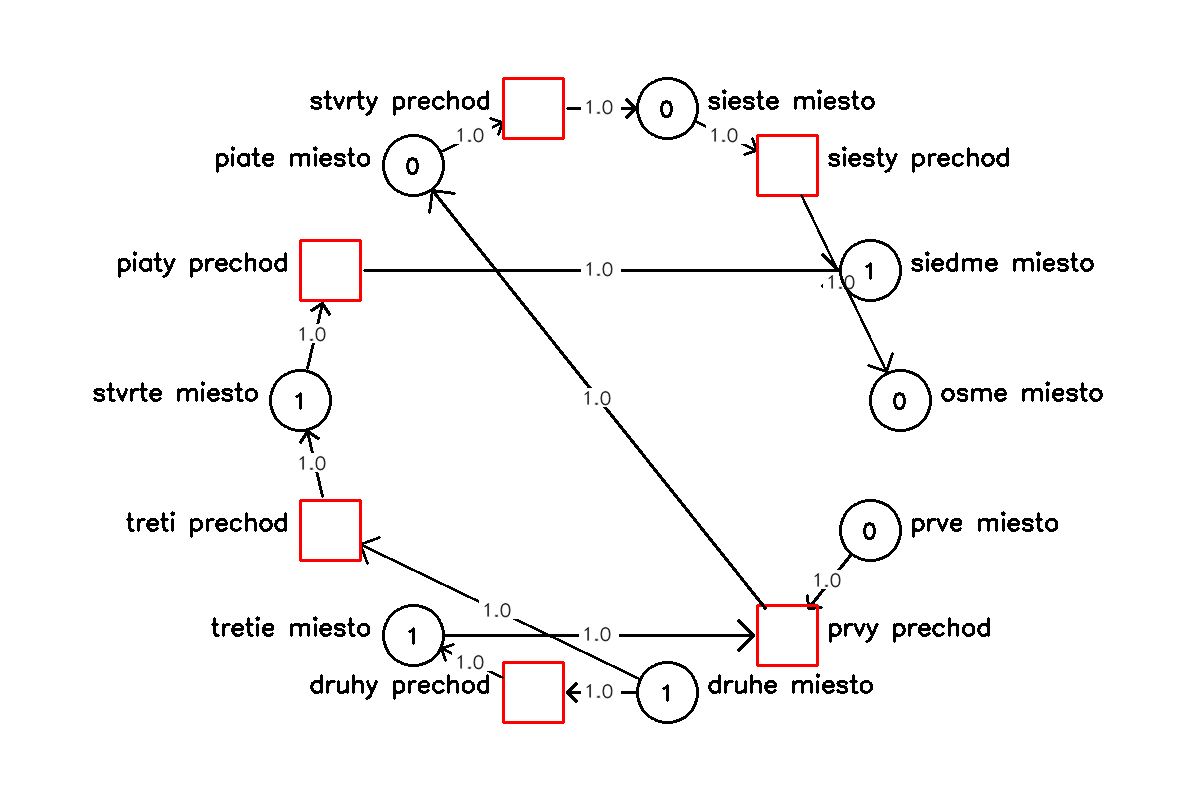 stvrty prechod
1.0
0
sieste miesto
1.0
1.0
piate miesto
0
siesty prechod
piaty prechod
1.0
1
siedme miesto
1.0
1.0
stvrte miesto
1
1.0
0
osme miesto
1.0
treti prechod
0
prve miesto
1.0
1.0
tretie miesto
1
1.0
prvy prechod
1.0
druhy prechod
1.0
1
druhe miesto